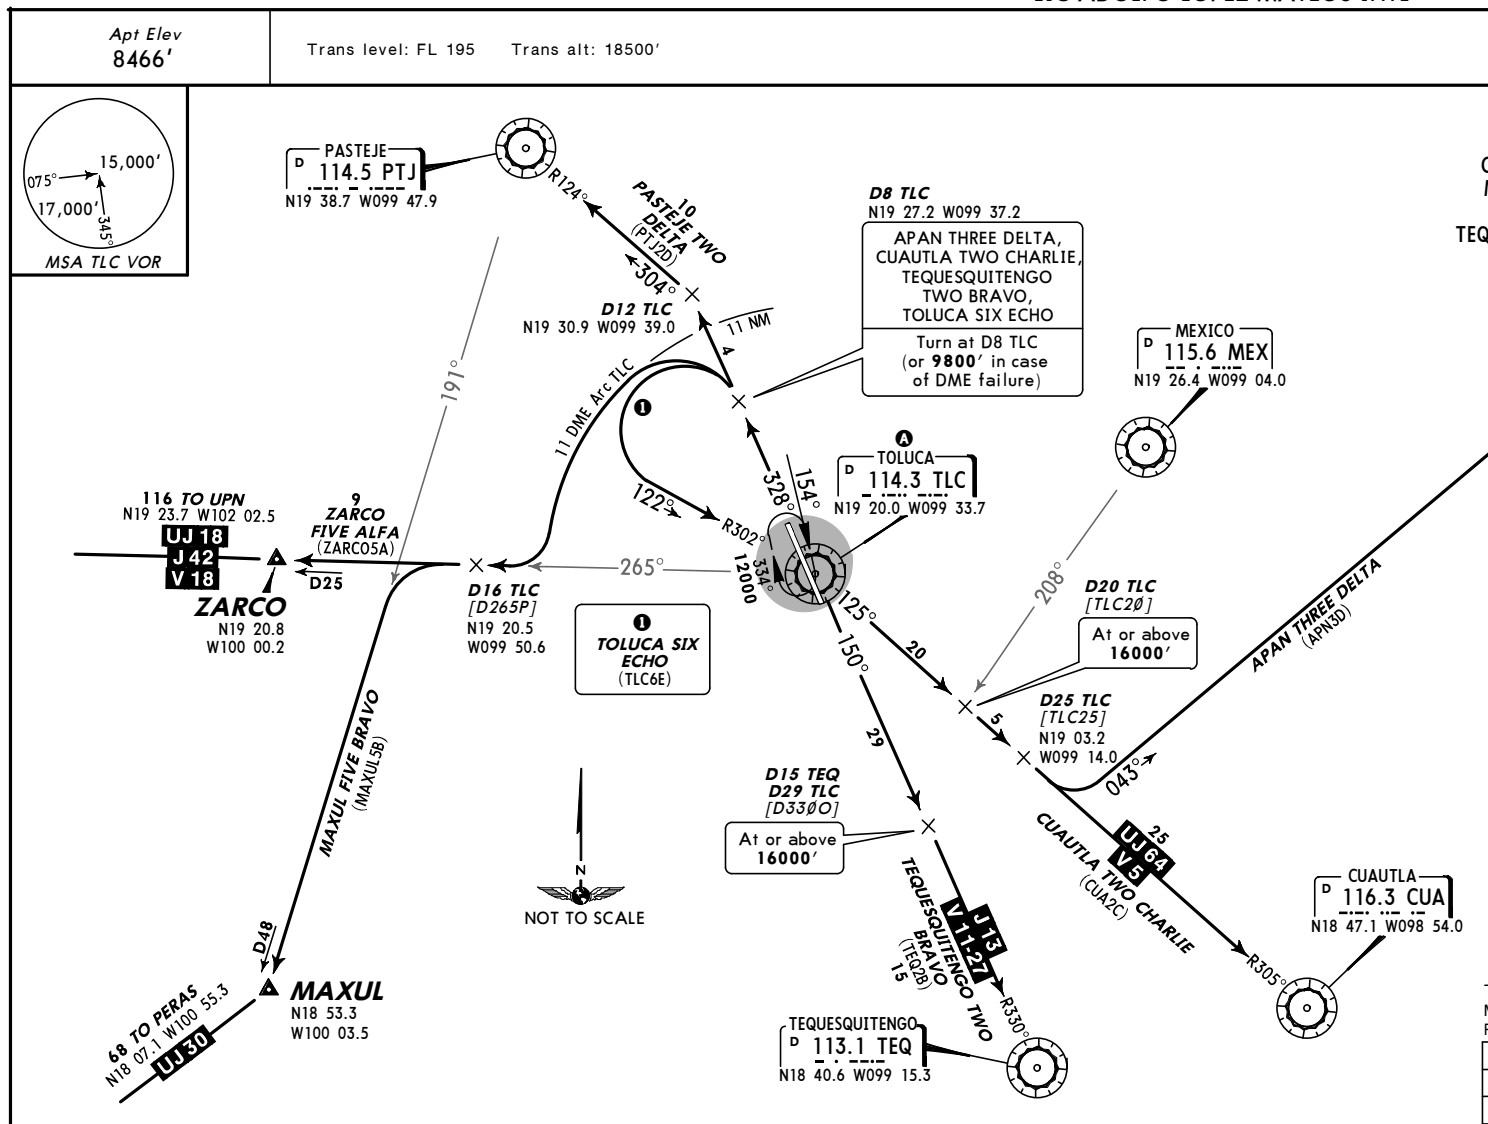 Apt Elev
8466'
Trans level: FL 195 Trans alt: 18500'
075°
15,000'
17,000'
345°
MSA TLC VOR
PASTEJE
D 114.5 PTJ
N19 38.7 W099 47.9
R124°
10
PASTEJE TWO
DELTA
(PTJ2D)
304°
D12 TLC
N19 30.9 W099 39.0
11 NM
4
D8 TLC
N19 27.2 W099 37.2
APAN THREE DELTA,
CUAUTLA TWO CHARLIE,
TEQUESQUITENGO
TWO BRAVO,
TOLUCA SIX ECHO
Turn at D8 TLC
(or 9800' in case
of DME failure)
MEXICO
D 115.6 MEX
N19 26.4 W099 04.0
TEQ
191°
11 DME Arc TLC
1
122°
R302°
328°
154°
A
TOLUCA
D 114.3 TLC
N19 20.0 W099 33.7
334°
12000
116 TO UPN
N19 23.7 W102 02.5
UJ 18
J 42
V 18
9
ZARCO
FIVE ALFA
(ZARCO5A)
D25
ZARCO
N19 20.8
W100 00.2
265°
D16 TLC
[D265P]
N19 20.5
W099 50.6
1
TOLUCA SIX
ECHO
(TLC6E)
125°
150°
20
208°
D20 TLC
[TLC2Ø]
At or above
16000'
5
D25 TLC
[TLC25]
N19 03.2
W099 14.0
043°
APAN THREE DELTA
(APN3D)
29
MAXUL FIVE BRAVO
(MAXUL5B)
D15 TEQ
D29 TLC
[D33ØO]
At or above
16000'
N
NOT TO SCALE
25
UJ 64
V 5
CUAUTLA TWO CHARLIE
(CUA2C)
R305°
CUAUTLA
D 116.3 CUA
N18 47.1 W098 54.0
J 13
V 11-27
TEQUESQUITENGO TWO
BRAVO
(TEQ2B)
15
R330°
D48
MAXUL
N18 53.3
W100 03.5
68 TO PERAS
N18 07.1 W100 55.3
UJ 30
TEQUESQUITENGO
D 113.1 TEQ
N18 40.6 W099 15.3